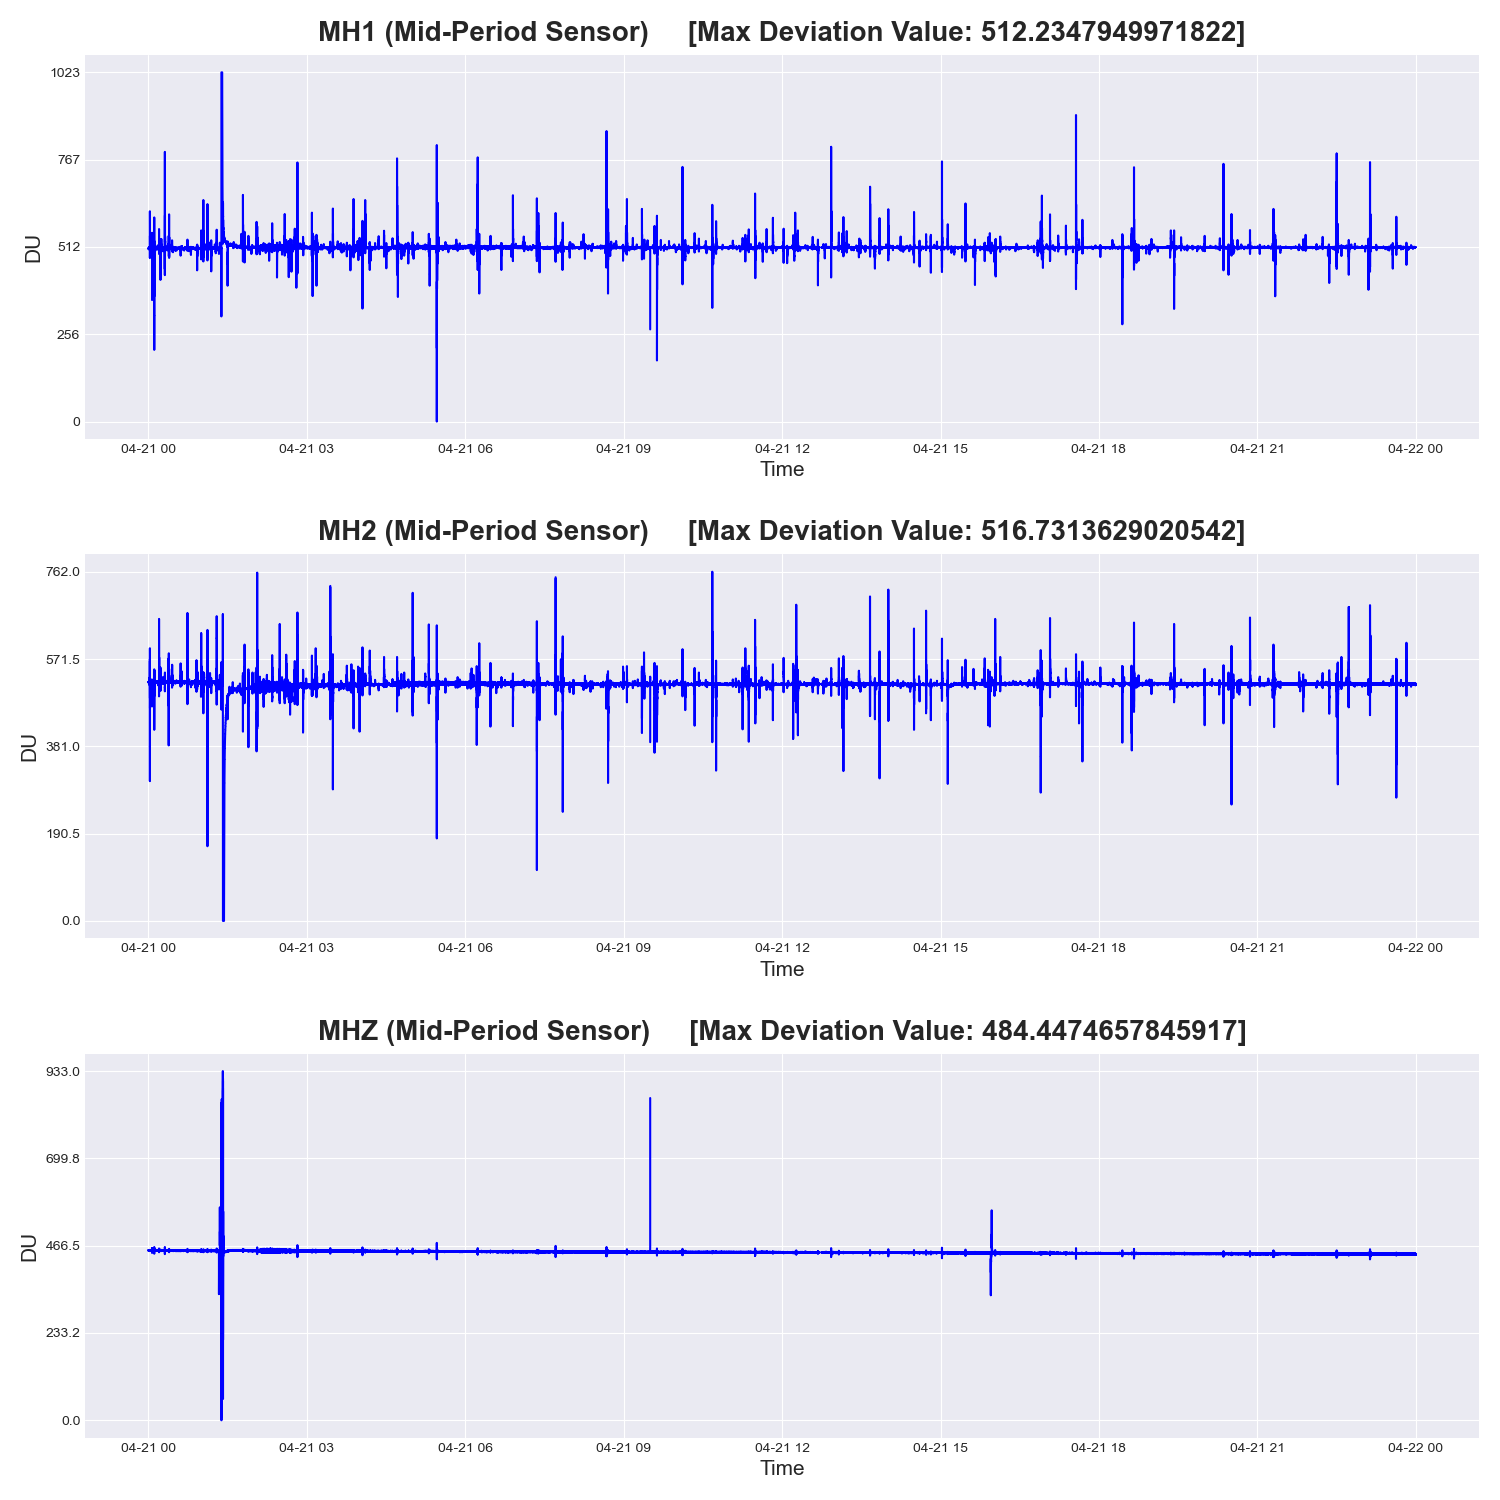 MH1 (Mid-Period Sensor) [Max Deviation Value: 512.2347949971822]
1023
767
512
256
0
DU
04-21 00 04-21 03 04-21 06 04-21 09 04-21 12 04-21 15 04-21 18 04-21 21 04-22 00
Time
MH2 (Mid-Period Sensor) [Max Deviation Value: 516.7313629020542]
762.0
571.5
381.0
190.5
0.0
DU
04-21 00 04-21 03 04-21 06 04-21 09 04-21 12 04-21 15 04-21 18 04-21 21 04-22 00
Time
MHZ (Mid-Period Sensor) [Max Deviation Value: 484.4474657845917]
933.0
699.8
466.5
233.2
0.0
DU
04-21 00 04-21 03 04-21 06 04-21 09 04-21 12 04-21 15 04-21 18 04-21 21 04-22 00
Time